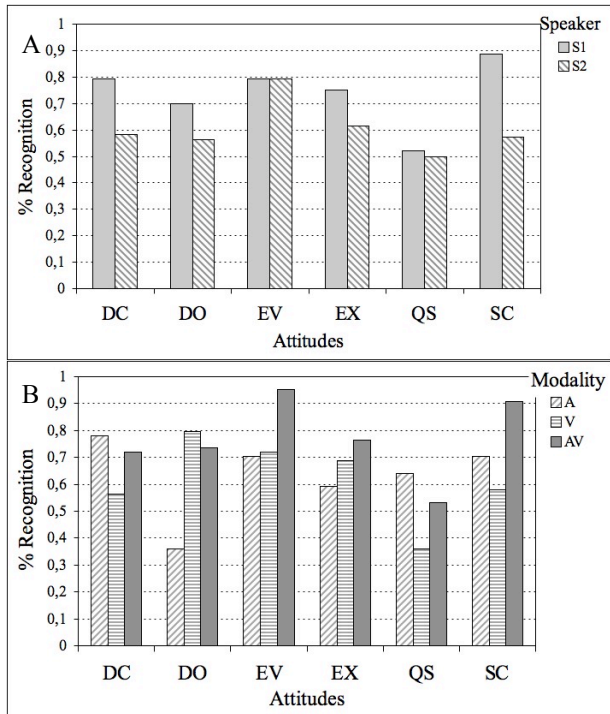 A
Speaker
S1
S2
% Recognition
1
0,9
0,8
0,7
0,6
0,5
0,4
0,3
0,2
0,1
0
DC DO EV EX QS SC
Attitudes
B
Modality
A
V
AV
% Recognition
1
0,9
0,8
0,7
0,6
0,5
0,4
0,3
0,2
0,1
0
DC DO EV EX QS SC
Attitudes